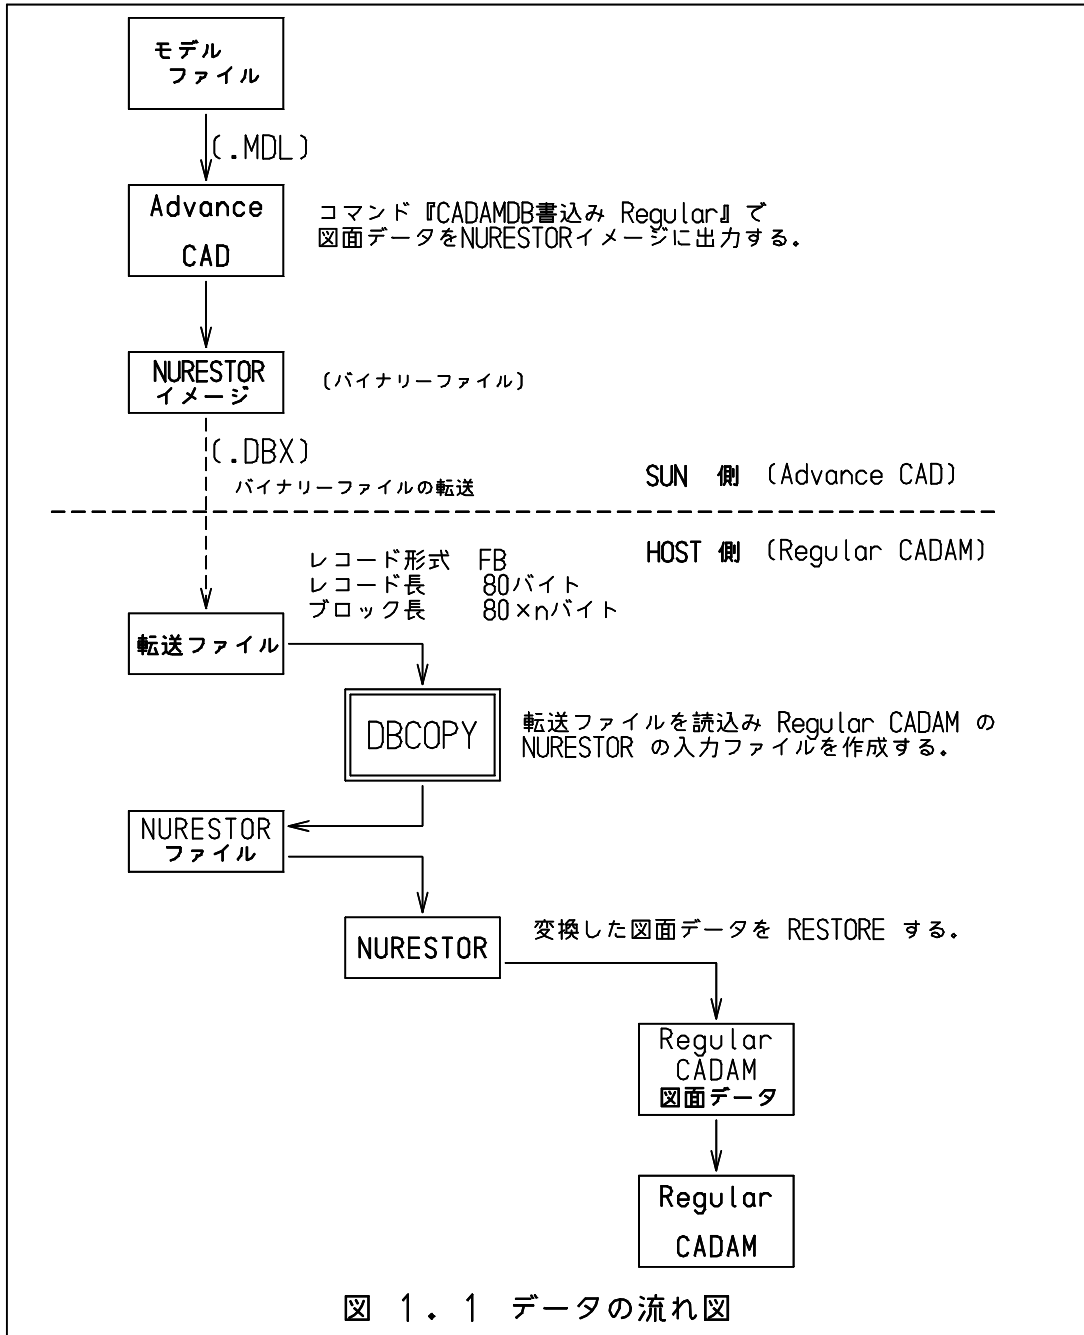 モデル
ファイル
(.MDL)
Advance
CAD
コマンド『CADAMDB書込み Regular』で
図面データをNURESTORイメージに出力する。
NURESTOR
イメージ
(バイナリーファイル)
(.DBX)
バイナリーファイルの転送
SUN 側 (Advance CAD)
HOST 側 (Regular CADAM)
レコード形式 FB
レコード長 80バイト
ブロック長 80×nバイト
転送ファイル
DBCOPY
転送ファイルを読込み Regular CADAM の
NURESTOR の入力ファイルを作成する。
NURESTOR
ファイル
NURESTOR
変換した図面データを RESTORE する。
Regular
CADAM
図面データ
Regular
CADAM
図 1.1 データの流れ図